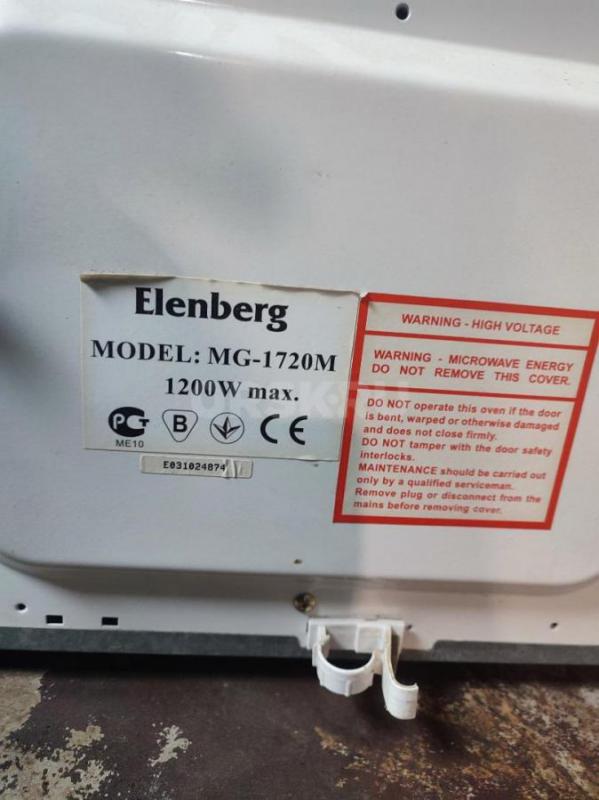 Elenberg
MODEL: MG-1720M
1200W max.
РСТ B CE
ME10
E031024874
WARNING - HIGH VOLTAGE
WARNING - MICROWAVE ENERGY
DO NOT REMOVE THIS COVER.
DO NOT operate this oven if the door
is bent, warped or otherwise damaged
and does not close firmly.
DO NOT tamper with the door safety
interlocks.
MAINTENANCE should be carried out
only by a qualified serviceman.
Remove plug or disconnect from the
mains before removing cover.